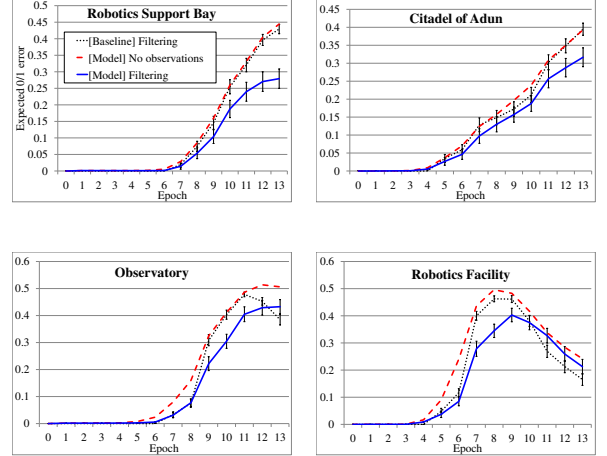 Robotics Support Bay
Expected 0/1 error
0.5
0.45
0.4
0.35
0.3
0.25
0.2
0.15
0.1
0.05
0
[Baseline] Filtering
[Model] No observations
[Model] Filtering
0 1 2 3 4 5 6 7 8 9 10 11 12 13
Epoch
Citadel of Adun
0.45
0.4
0.35
0.3
0.25
0.2
0.15
0.1
0.05
0
0 1 2 3 4 5 6 7 8 9 10 11 12 13
Epoch
Observatory
0.6
0.5
0.4
0.3
0.2
0.1
0
0 1 2 3 4 5 6 7 8 9 10 11 12 13
Epoch
Robotics Facility
0.6
0.5
0.4
0.3
0.2
0.1
0
0 1 2 3 4 5 6 7 8 9 10 11 12 13
Epoch